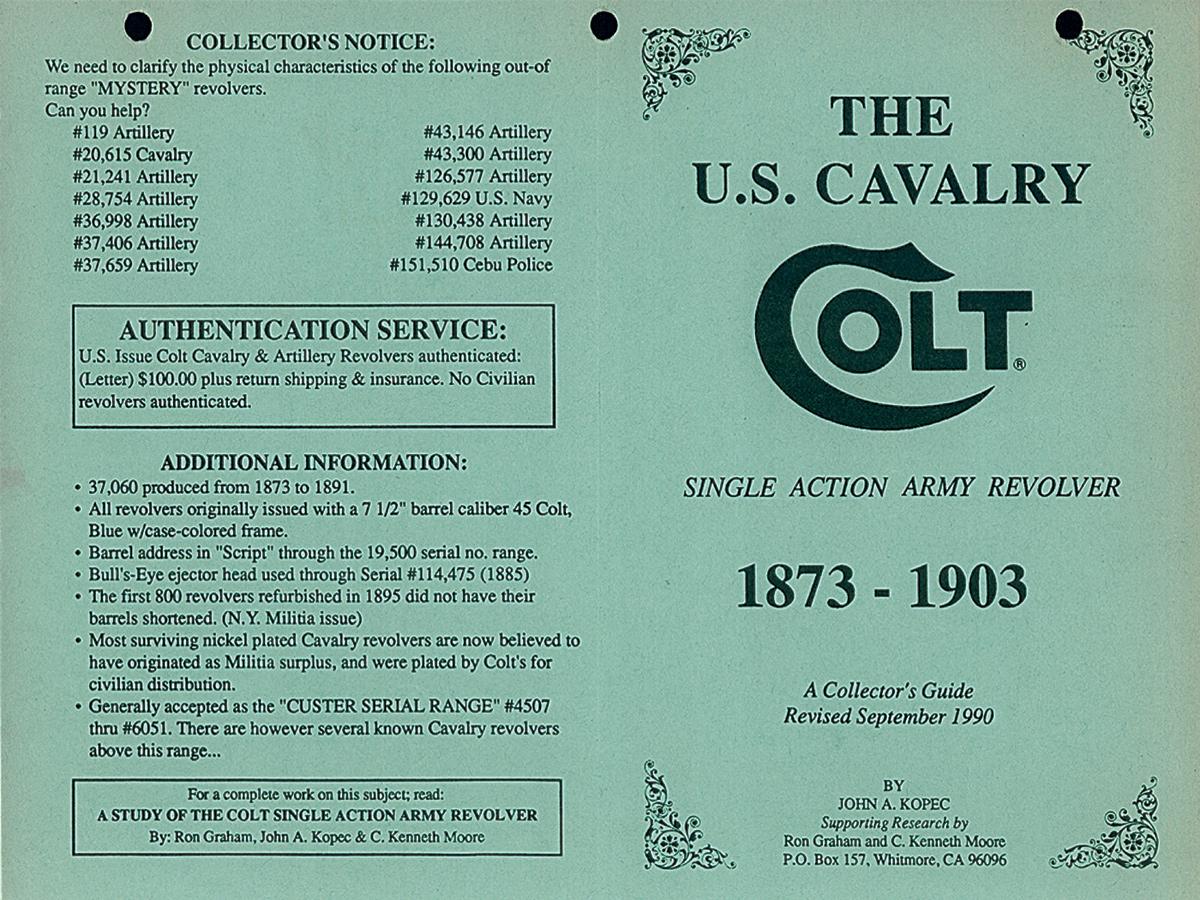 COLLECTOR'S NOTICE:
We need to clarify the physical characteristics of the following out-of
range "MYSTERY" revolvers.
Can you help?
#119 Artillery
#20,615 Cavalry
#21,241 Artillery
#28,754 Artillery
#36,998 Artillery
#37,406 Artillery
#37,659 Artillery
#43,146 Artillery
#43,300 Artillery
#126,577 Artillery
#129,629 U.S. Navy
#130,438 Artillery
#144,708 Artillery
#151,510 Cebu Police
AUTHENTICATION SERVICE:
U.S. Issue Colt Cavalry & Artillery Revolvers authenticated:
(Letter) $100.00 plus return shipping & insurance. No Civilian
revolvers authenticated.
ADDITIONAL INFORMATION:
• 37,060 produced from 1873 to 1891.
• All revolvers originally issued with a 7 1/2" barrel caliber 45 Colt,
Blue w/case-colored frame.
• Barrel address in "Script" through the 19,500 serial no. range.
• Bull's-Eye ejector head used through Serial #114,475 (1885)
• The first 800 revolvers refurbished in 1895 did not have their
barrels shortened. (N.Y. Militia issue)
• Most surviving nickel plated Cavalry revolvers are now believed to
have originated as Militia surplus, and were plated by Colt's for
civilian distribution.
• Generally accepted as the "CUSTER SERIAL RANGE" #4507
thru #6051. There are however several known Cavalry revolvers
above this range...
For a complete work on this subject; read:
A STUDY OF THE COLT SINGLE ACTION ARMY REVOLVER
By: Ron Graham, John A. Kopec & C. Kenneth Moore
THE
U.S. CAVALRY
COLT®
SINGLE ACTION ARMY REVOLVER
1873 - 1903
A Collector's Guide
Revised September 1990
BY
JOHN A. KOPEC
Supporting Research by
Ron Graham and C. Kenneth Moore
P.O. Box 157, Whitmore, CA 96096